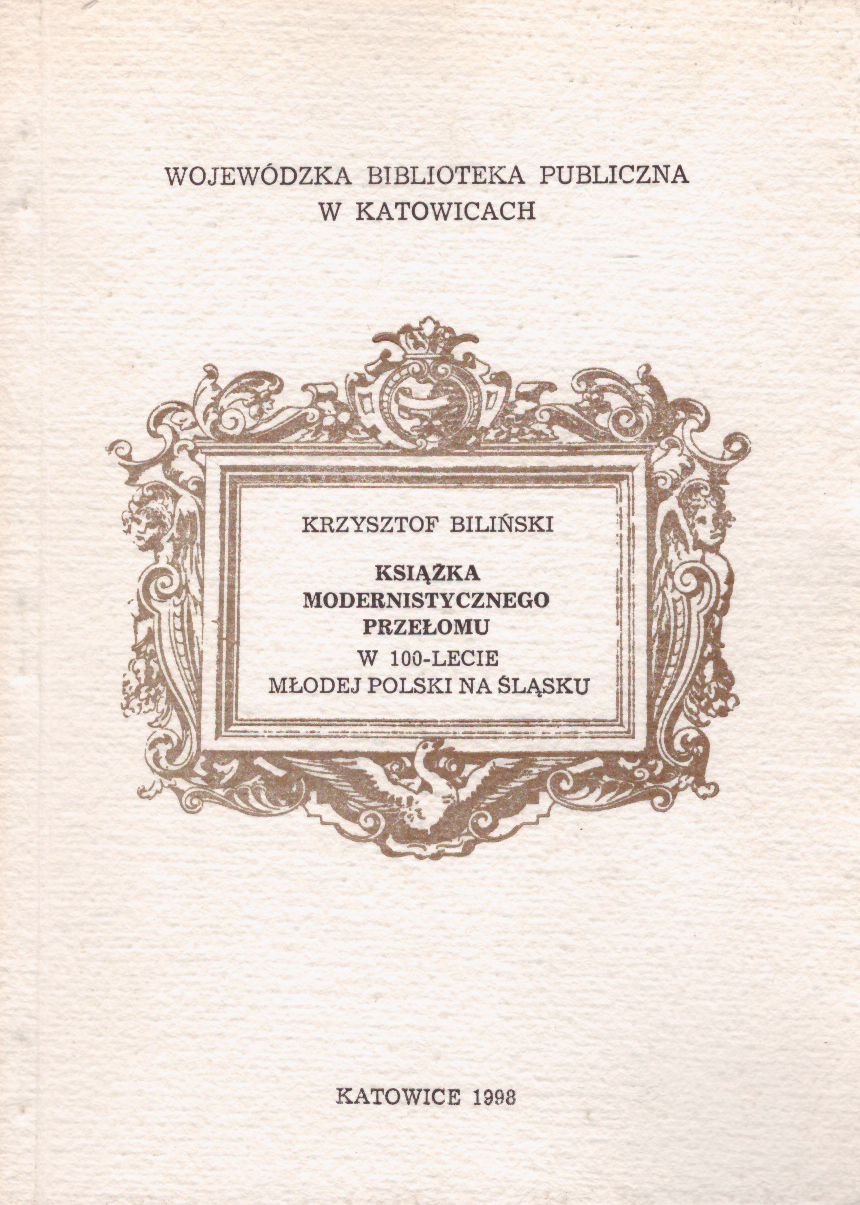 WOJEWÓDZKA BIBLIOTEKA PUBLICZNA
W KATOWICACH
KRZYSZTOF BILIŃSKI
KSIĄŻKA
MODERNISTYCZNEGO
PRZEŁOMU
W 100-LECIE
MŁODEJ POLSKI NA ŚLĄSKU
KATOWICE 1998